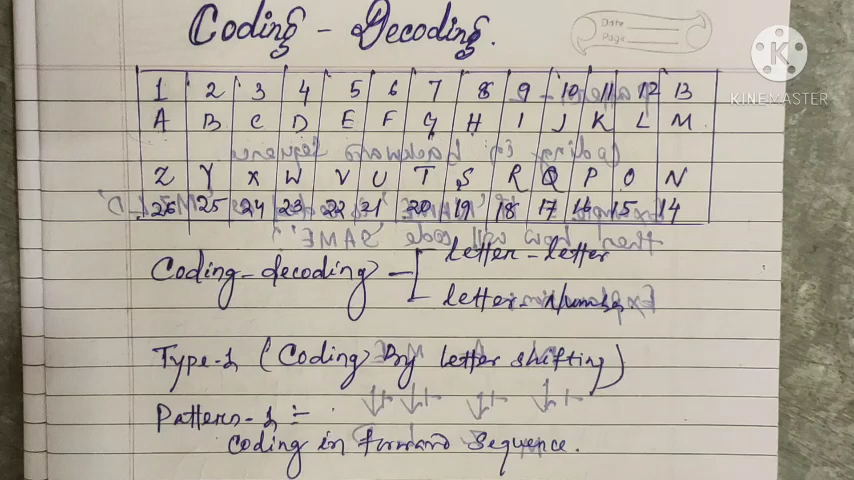 Coding - Decoding.
Date
Page
KINEMASTER
1 2 3 4 5 6 7 8 9 10 11 12 13
A B C D E F G H I J K L M
Z Y X W V U T S R Q P O N
26 25 24 23 22 21 20 19 18 17 16 15 14
Coding-decoding - letter - letter
letter - Number
Type-1 (Coding By letter shifting)
Pattern-1 :-
Coding in forward Sequence.